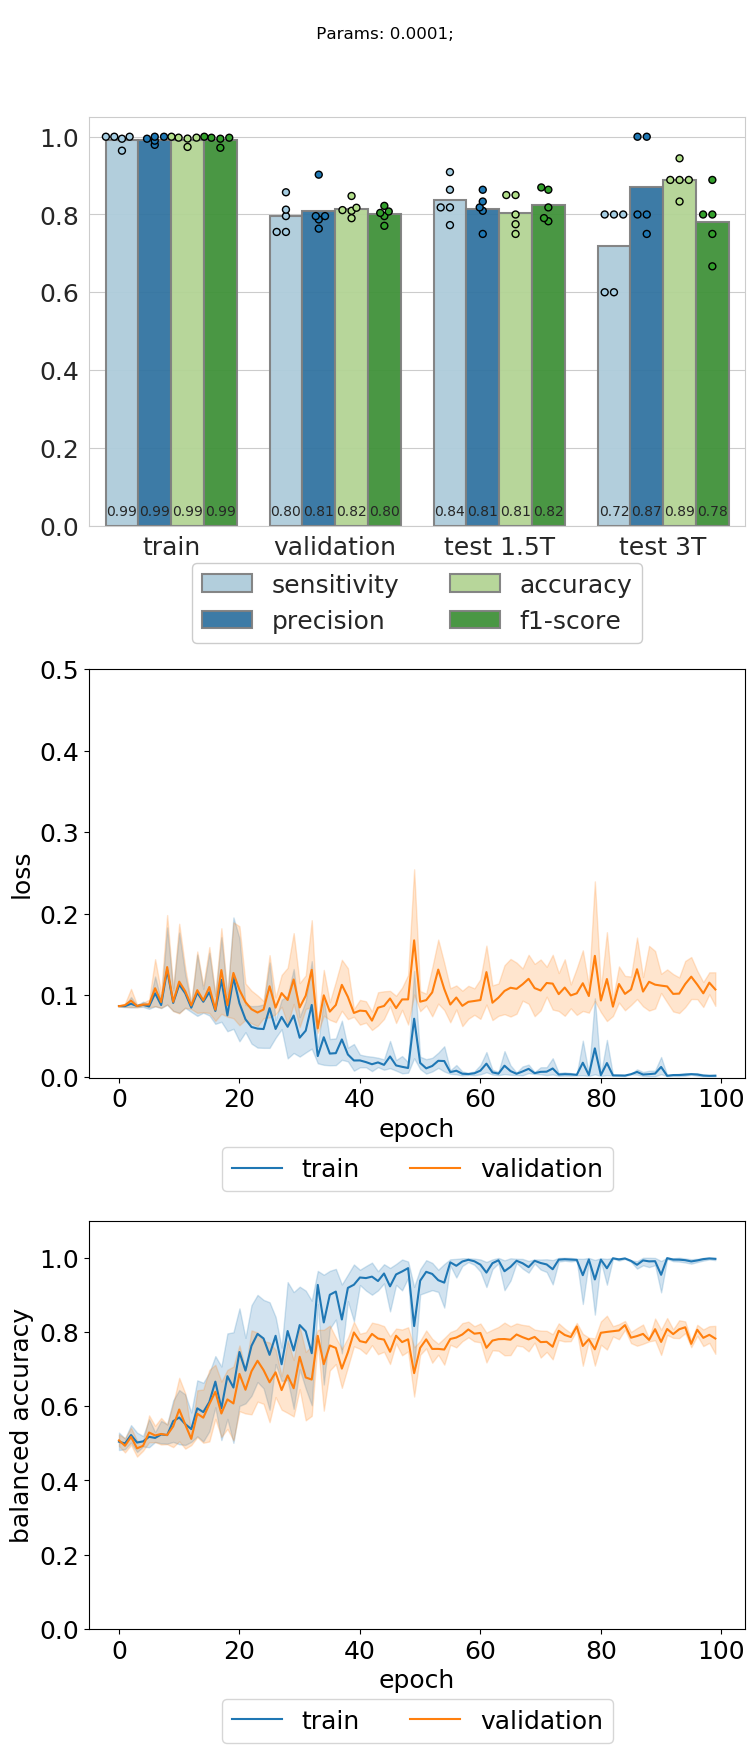 Params: 0.0001;
1.0
0.8
0.6
0.4
0.2
0.0
0.99 0.99 0.99 0.99 0.80 0.81 0.82 0.80 0.84 0.81 0.81 0.82 0.72 0.87 0.89 0.78
train validation test 1.5T test 3T
sensitivity accuracy
precision f1-score
0.5
0.4
0.3
0.2
0.1
0.0
loss
0 20 40 60 80 100
epoch
train validation
1.0
0.8
0.6
0.4
0.2
0.0
balanced accuracy
0 20 40 60 80 100
epoch
train validation